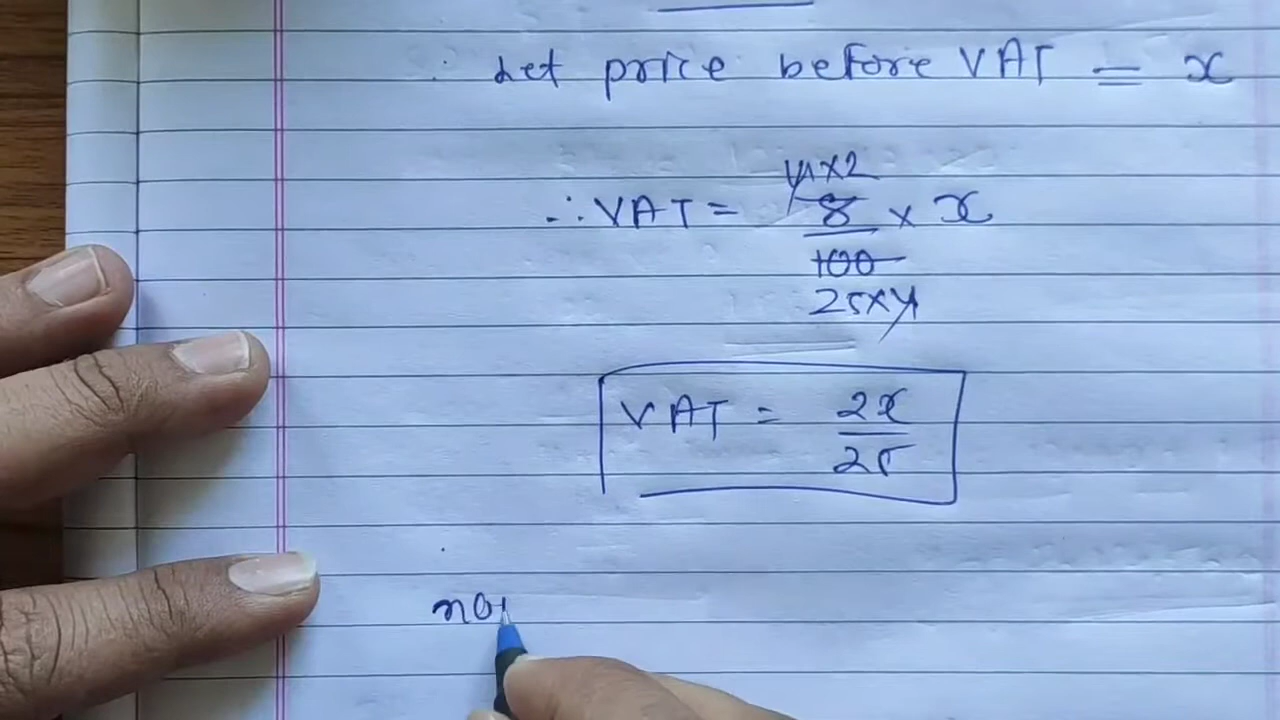 ∴ Let price before VAT = x
4×2
∴ VAT = 8/100 × x
25×4
VAT = 2x/25